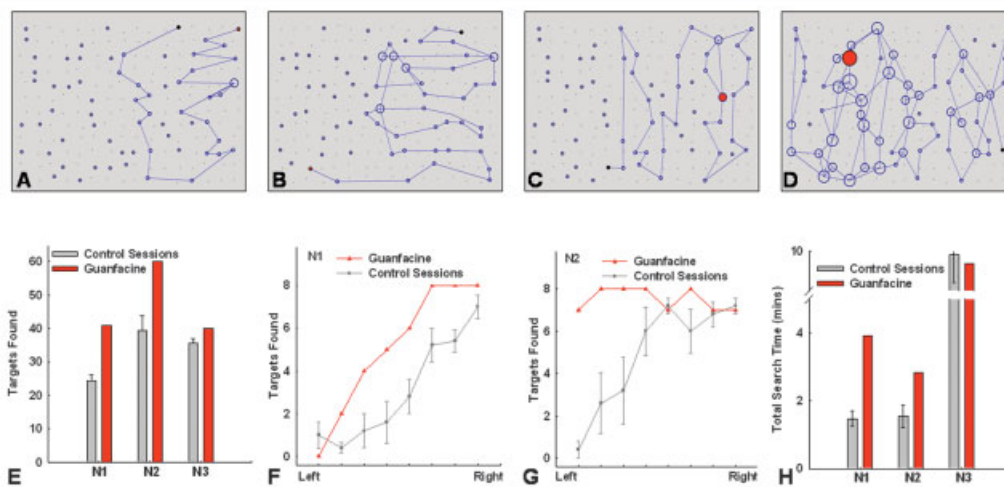 A
B
C
D
Control Sessions
Guanfacine
Targets Found
60
50
40
30
20
10
0
N1 N2 N3
E
N1
Guanfacine
Control Sessions
Targets Found
8
6
4
2
0
Left Right
F
N2
Guanfacine
Control Sessions
Targets Found
8
6
4
2
0
Left Right
G
Control Sessions
Guanfacine
Total Search Time (mins)
10
4
2
0
N1 N2 N3
H